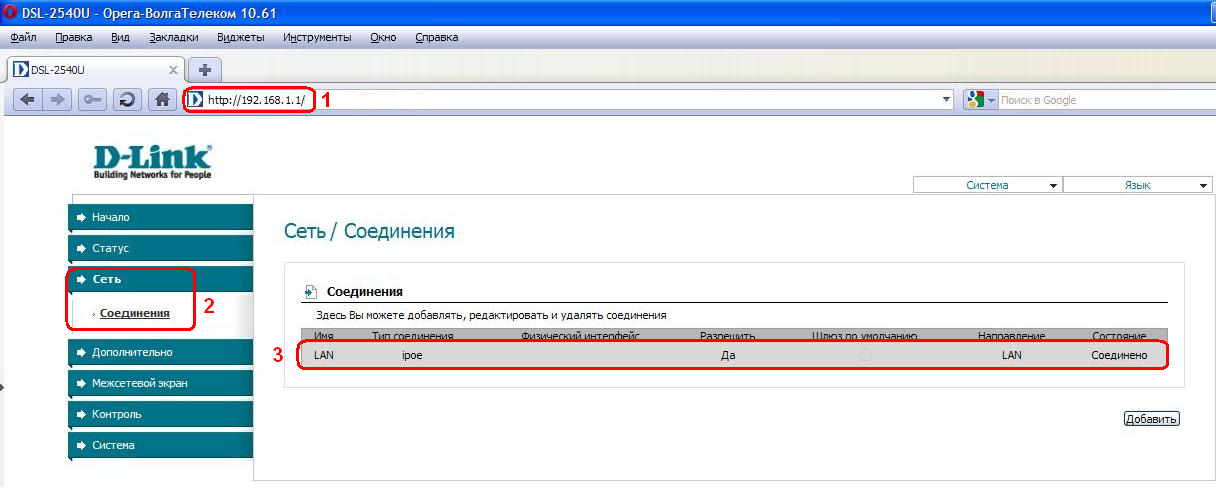 DSL-2540U - Opera-ВолгаТелеком 10.61
Файл Правка Вид Закладки Виджеты Инструменты Окно Справка
DSL-2540U
http://192.168.1.1/ 1 Поиск в Google
D-Link
Building Networks for People
Система Язык
Начало
Статус
Сеть
Соединения
2
Дополнительно
Межсетевой экран
Контроль
Система
Сеть / Соединения
Соединения
Здесь Вы можете добавлять, редактировать и удалять соединения
Имя Тип соединения Физический интерфейс Разрешить Шлюз по умолчанию Направление Состояние
3 LAN ipoe Да LAN Соединено
Добавить